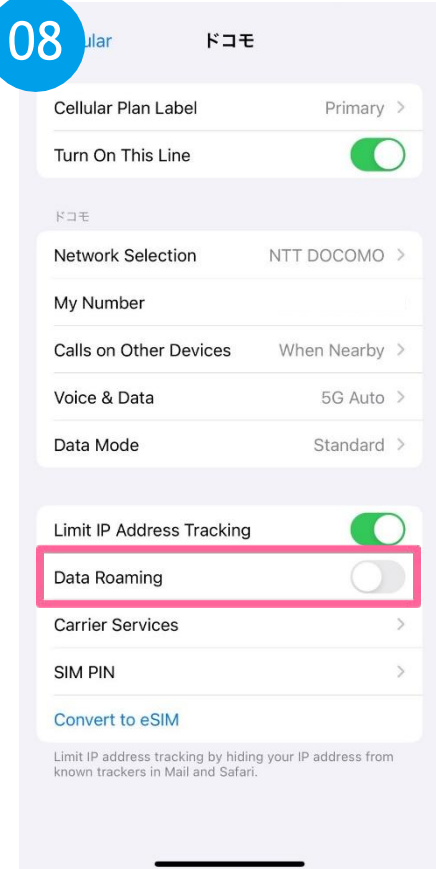 08
ular
ドコモ
Cellular Plan Label Primary
Turn On This Line
ドコモ
Network Selection NTT DOCOMO
My Number
Calls on Other Devices When Nearby
Voice & Data 5G Auto
Data Mode Standard
Limit IP Address Tracking
Data Roaming
Carrier Services
SIM PIN
Convert to eSIM
Limit IP address tracking by hiding your IP address from
known trackers in Mail and Safari.